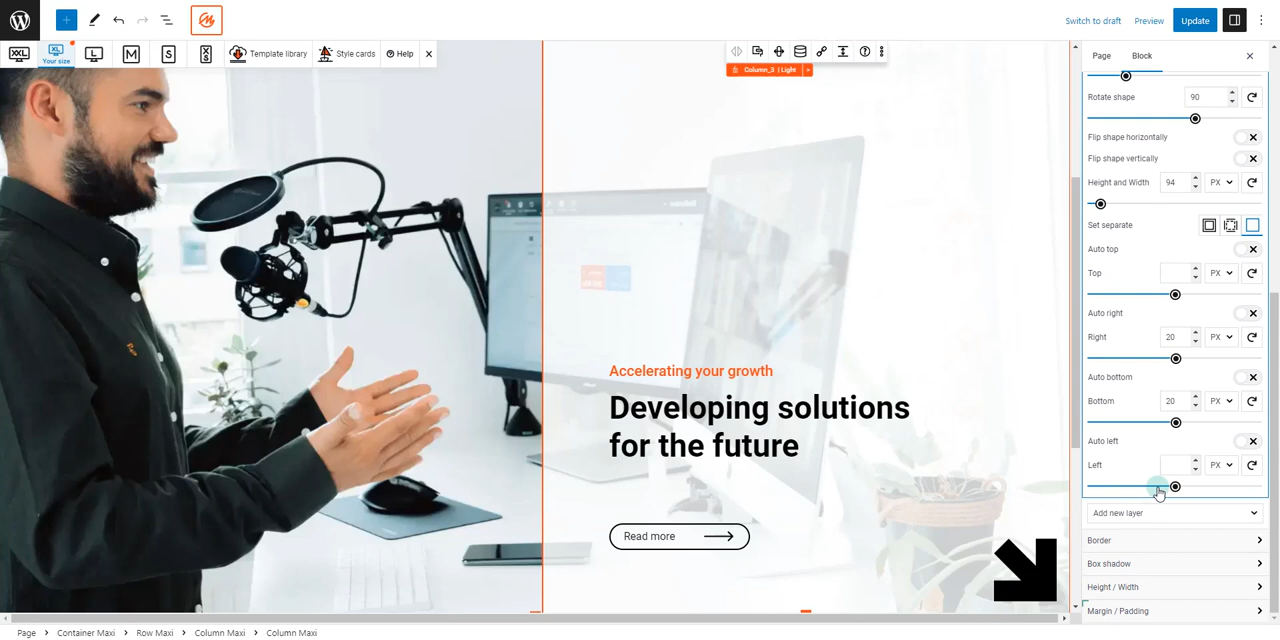 Switch to draft
Preview
Update
XXL
XL
Your size
L
M
S
XS
Template library
Style cards
Help
Column_3 | Light
Page
Block
Rotate shape
90
Flip shape horizontally
Flip shape vertically
Height and Width
94
PX
Set separate
Auto top
Top
PX
Auto right
Right
20
PX
Auto bottom
Bottom
20
PX
Auto left
Left
PX
Add new layer
Border
Box shadow
Height / Width
Margin / Padding
Accelerating your growth
Developing solutions
for the future
Read more
Page
Container Maxi
Row Maxi
Column Maxi
Column Maxi